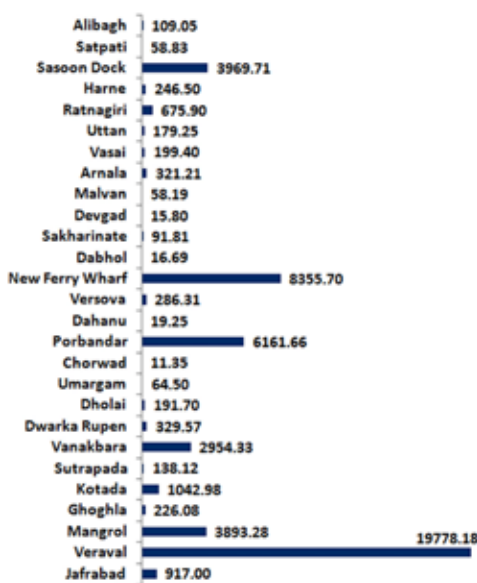 Alibagh 109.05
Satpati 58.83
Sasoon Dock 3969.71
Harne 246.50
Ratnagiri 675.90
Uttan 179.25
Vasai 199.40
Arnala 321.21
Malvan 58.19
Devgad 15.80
Sakharinate 91.81
Dabhol 16.69
New Ferry Wharf 8355.70
Versova 286.31
Dahanu 19.25
Porbandar 6161.66
Chorwad 11.35
Umargam 64.50
Dholai 191.70
Dwarka Rupen 329.57
Vanakbara 2954.33
Sutrapada 138.12
Kotada 1042.98
Ghoghla 226.08
Mangrol 3893.28
Veraval 19778.18
Jafrabad 917.00